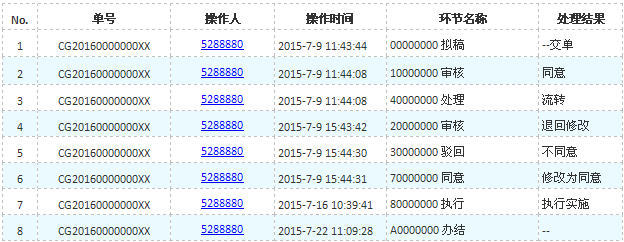 No. 单号 操作人 操作时间 环节名称 处理结果
1 CG20160000000XX 5288880 2015-7-9 11:43:44 00000000 拟稿 --交单
2 CG20160000000XX 5288880 2015-7-9 11:44:08 10000000 审核 同意
3 CG20160000000XX 5288880 2015-7-9 11:44:08 40000000 处理 流转
4 CG20160000000XX 5288880 2015-7-9 15:43:42 20000000 审核 退回修改
5 CG20160000000XX 5288880 2015-7-9 15:44:30 30000000 驳回 不同意
6 CG20160000000XX 5288880 2015-7-9 15:44:31 70000000 同意 修改为同意
7 CG20160000000XX 5288880 2015-7-16 10:39:41 80000000 执行 执行实施
8 CG20160000000XX 5288880 2015-7-22 11:09:28 A0000000 办结 --